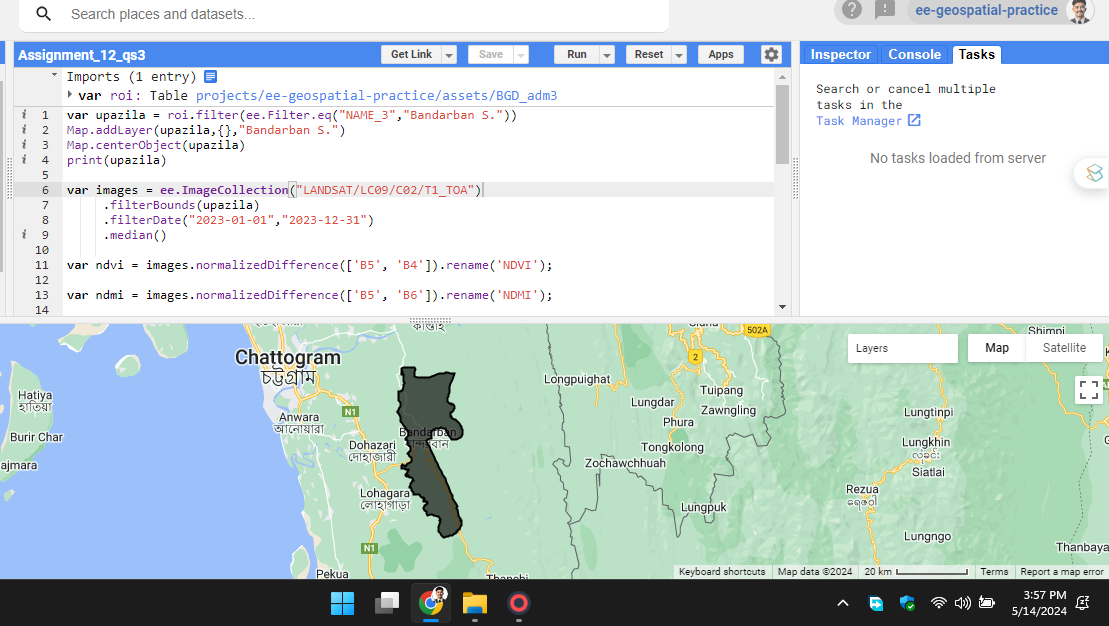 Search places and datasets...
ee-geospatial-practice
Assignment_12_qs3
Get Link
Save
Run
Reset
Apps
Inspector
Console
Tasks
Imports (1 entry)
var roi: Table projects/ee-geospatial-practice/assets/BGD_adm3
i 1 var upazila = roi.filter(ee.Filter.eq("NAME_3","Bandarban S."))
i 2 Map.addLayer(upazila,{},"Bandarban S.")
i 3 Map.centerObject(upazila)
i 4 print(upazila)
5
6 var images = ee.ImageCollection("LANDSAT/LC09/C02/T1_TOA")
7 .filterBounds(upazila)
8 .filterDate("2023-01-01","2023-12-31")
i 9 .median()
10
11 var ndvi = images.normalizedDifference(['B5', 'B4']).rename('NDVI');
12
13 var ndmi = images.normalizedDifference(['B5', 'B6']).rename('NDMI');
14
Search or cancel multiple
tasks in the
Task Manager
No tasks loaded from server
Layers
Map
Satellite
কাপ্তাই
502A
Shimpi
2
Chattogram
চট্টগ্রাম
Longpuighat
Tuipang
Hatiya
হাতিয়া
Lungdar
Zawngling
N1
Anwara
আনোয়ারা
Phura
Lungtinpi
Burir Char
Bandarban
বান্দরবান
Dohazari
দোহাজারী
Tongkolong
Lungkhin
Zochawchhuah
Siatlai
ajmara
Lohagara
লোহাগাড়া
Rezua
Lungpuk
Lungngo
N1
Thanbaya
Pekua
Thanchi
Keyboard shortcuts
Map data ©2024
20 km
Terms
Report a map error
3:57 PM
5/14/2024